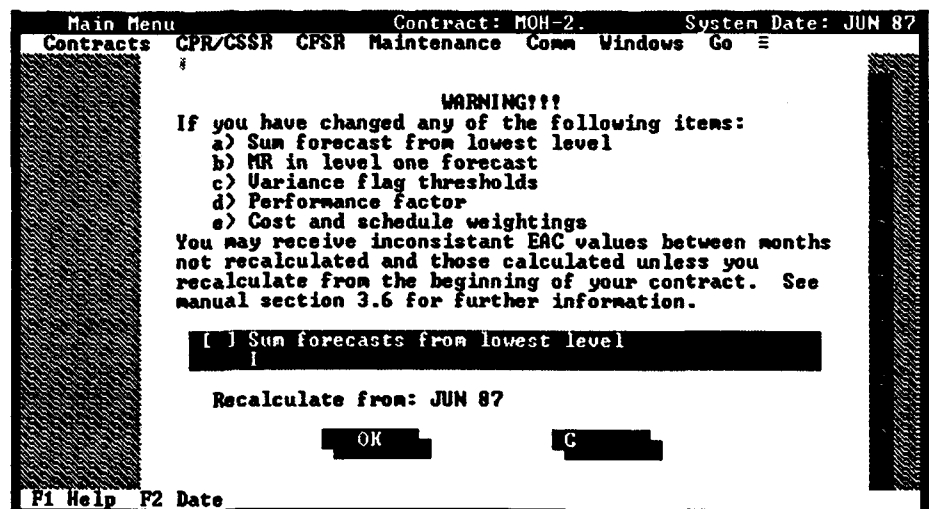 Main Menu Contract: MOH-2. System Date: JUN 87
Contracts CPR/CSSR CFSR Maintenance Comm Windows Go ≡
WARNING!!!
If you have changed any of the following items:
a) Sum forecast from lowest level
b) MR in level one forecast
c) Variance flag thresholds
d) Performance factor
e) Cost and schedule weightings
You may receive inconsistant EAC values between months
not recalculated and those calculated unless you
recalculate from the beginning of your contract. See
manual section 3.6 for further information.
[ ] Sum forecasts from lowest level
I
Recalculate from: JUN 87
OK G
F1 Help F2 Date